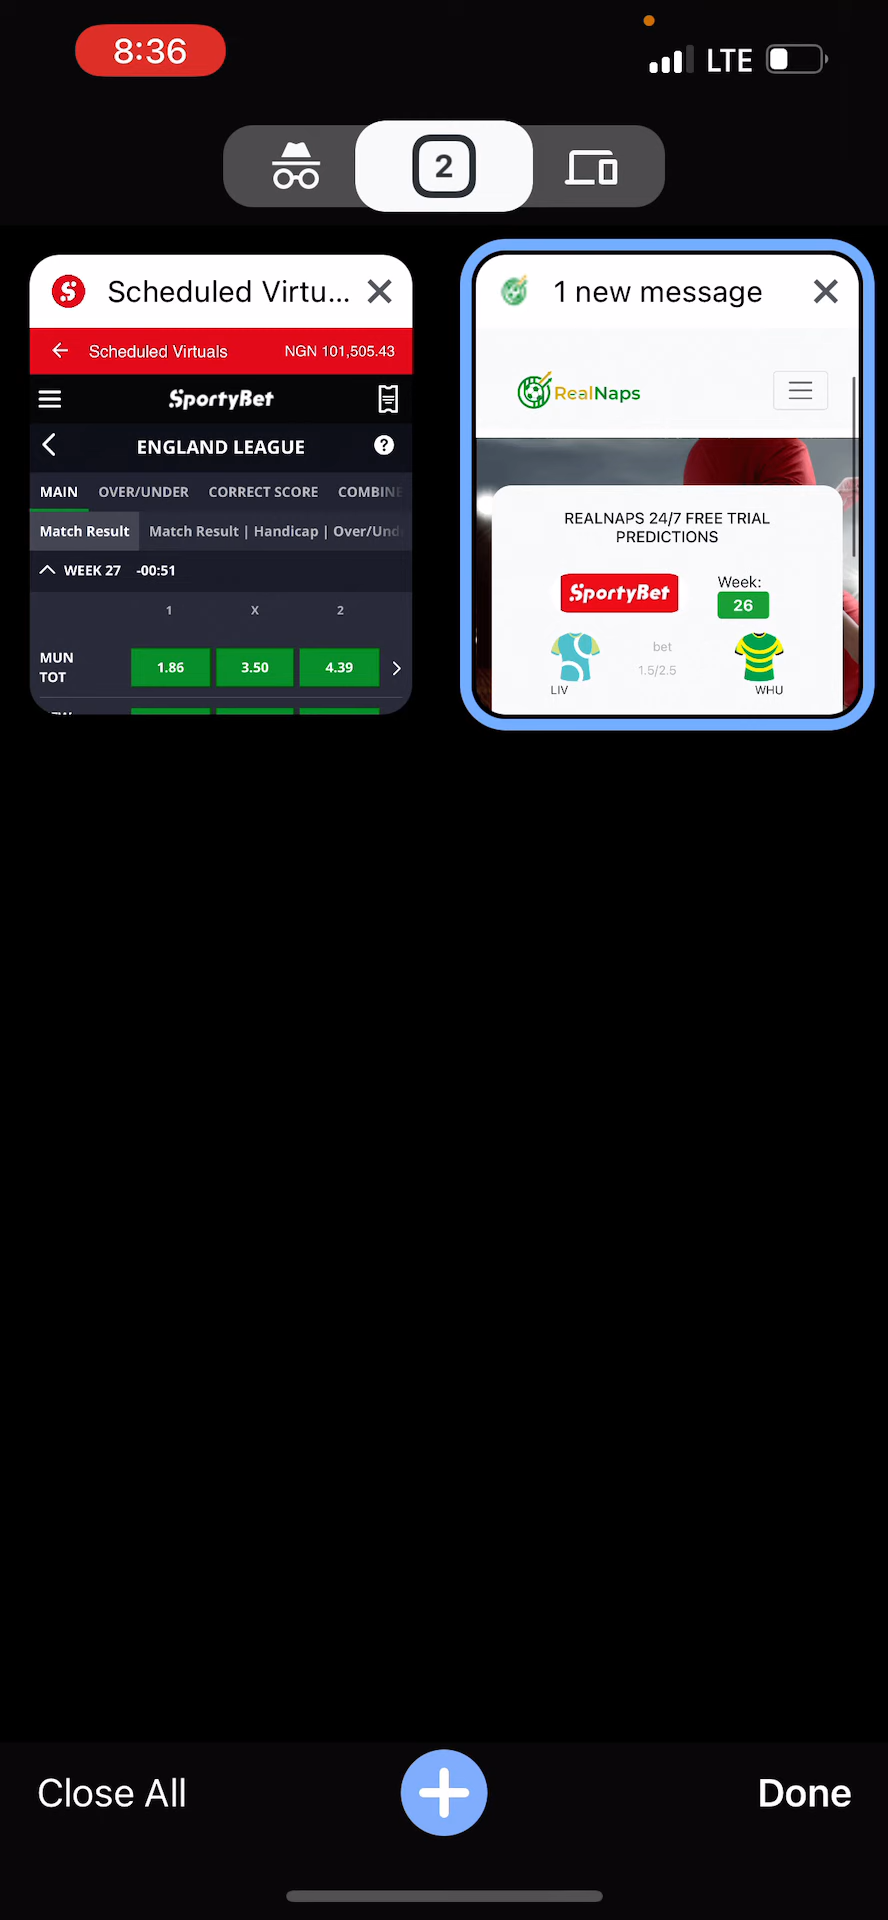 8:36
LTE
2
Scheduled Virtu...
Scheduled Virtuals NGN 101,505.43
SportyBet
ENGLAND LEAGUE
MAIN OVER/UNDER CORRECT SCORE COMBINE
Match Result Match Result | Handicap | Over/Und
WEEK 27 -00:51
1 X 2
MUN
TOT
1.86 3.50 4.39
1 new message
RealNaps
REALNAPS 24/7 FREE TRIAL
PREDICTIONS
SportyBet
Week:
26
bet
1.5/2.5
LIV WHU
Close All
Done